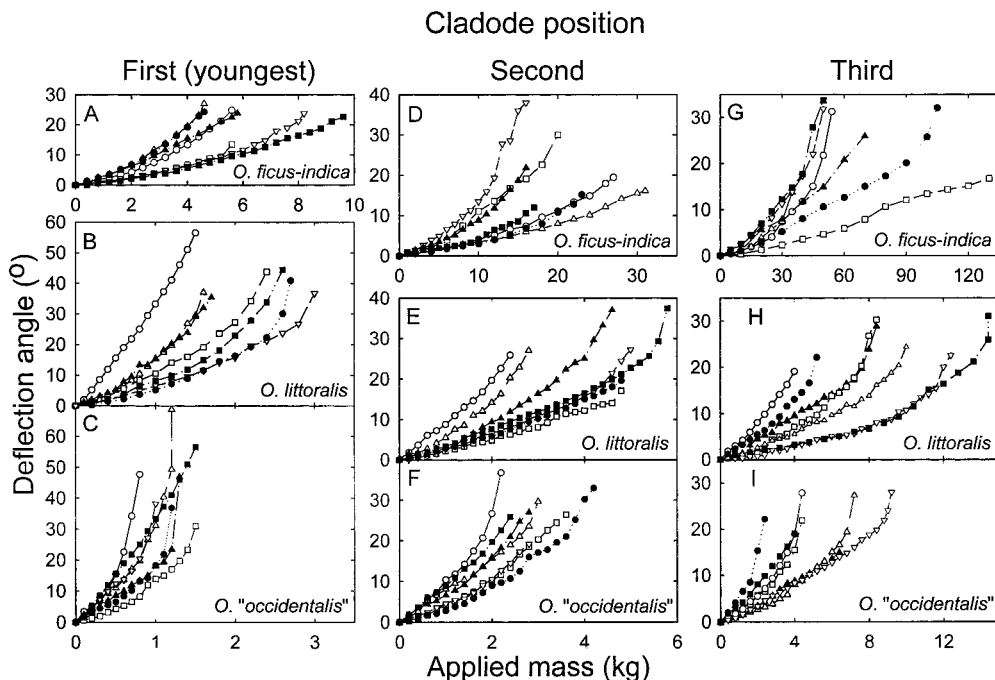 Cladode position
First (youngest)
Second
Third
A
30
20
10
0
0 2 4 6 8 10
O. ficus-indica
B
60
50
40
30
20
10
0
O. littoralis
C
60
50
40
30
20
10
0
0 1 2 3
O. "occidentalis"
D
40
30
20
10
0
0 10 20 30
O. ficus-indica
E
40
30
20
10
0
O. littoralis
F
30
20
10
0
0 2 4 6
O. "occidentalis"
G
40
30
20
10
0
0 30 60 90 120
O. ficus-indica
H
30
20
10
0
O. littoralis
I
30
20
10
0
0 4 8 12
O. "occidentalis"
Deflection angle (º)
Applied mass (kg)